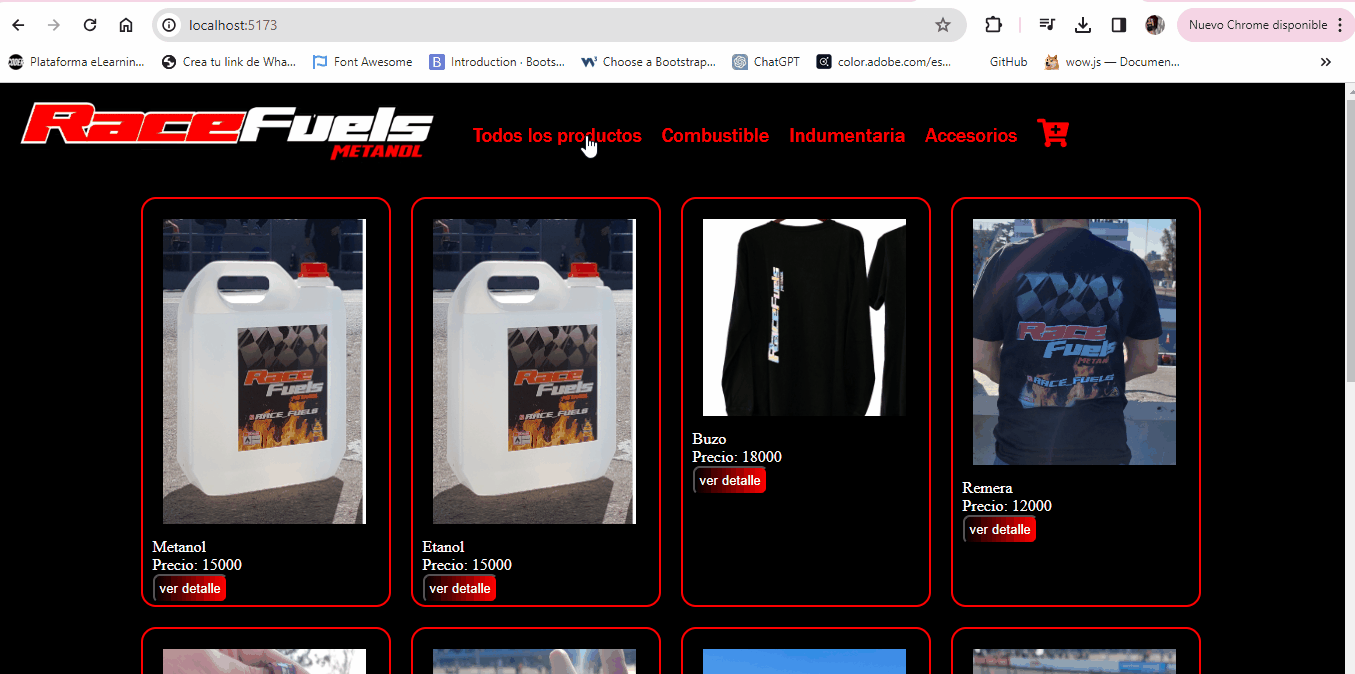 localhost:5173
Nuevo Chrome disponible
Plataforma eLearnin...
Crea tu link de Wha...
Font Awesome
Introduction · Boots...
Choose a Bootstrap...
ChatGPT
color.adobe.com/es...
GitHub
wow.js — Documen...
RaceFuels
METANOL
Todos los productos
Combustible
Indumentaria
Accesorios
Race
Fuels
METANOL
RACE_FUELS
Metanol
Precio: 15000
ver detalle
Race
Fuels
METANOL
RACE_FUELS
Etanol
Precio: 15000
ver detalle
RaceFuels
Buzo
Precio: 18000
ver detalle
Race
Fuels
METANOL
RACE_FUELS
Remera
Precio: 12000
ver detalle